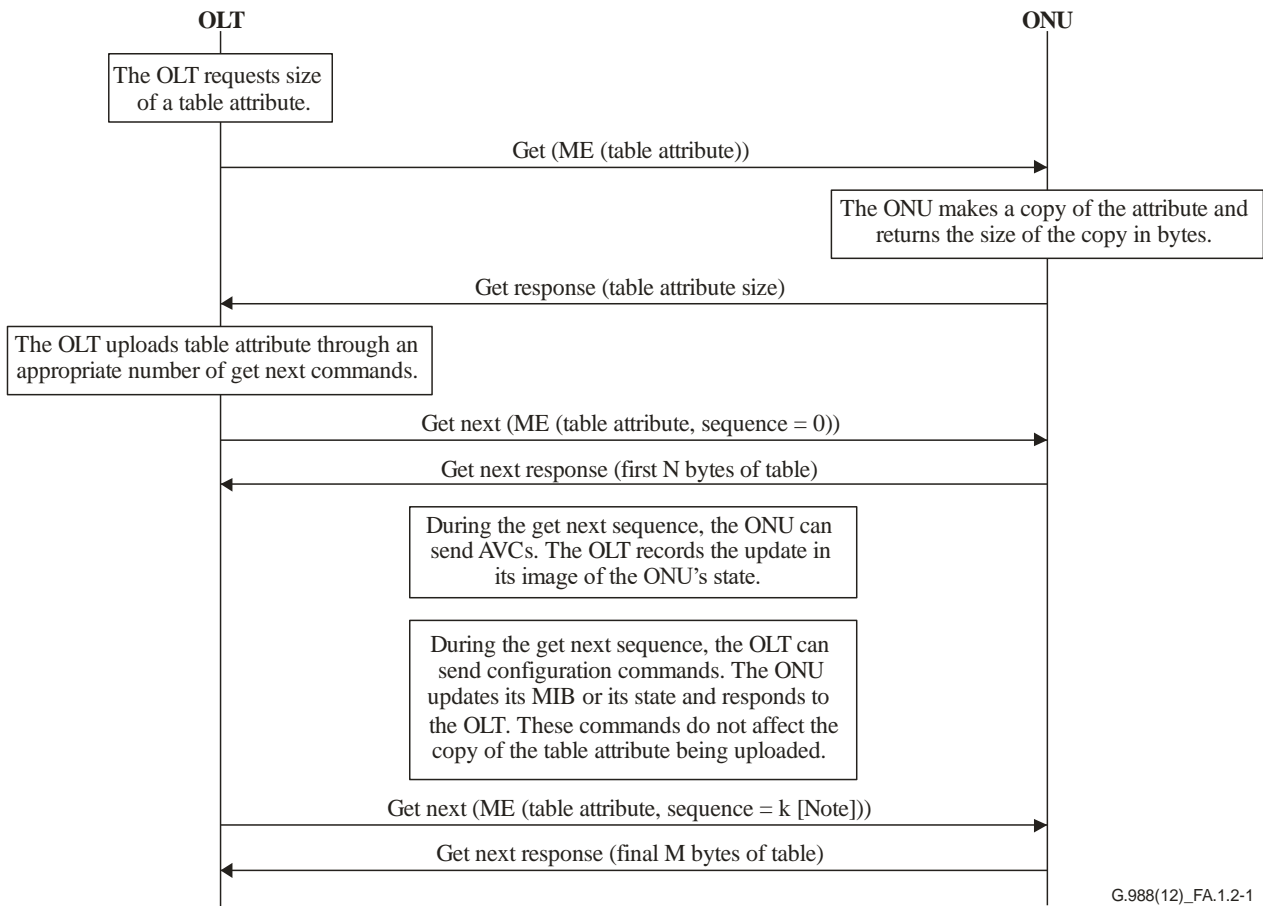 OLT
ONU
The OLT requests size
of a table attribute.
Get (ME (table attribute))
The ONU makes a copy of the attribute and
returns the size of the copy in bytes.
Get response (table attribute size)
The OLT uploads table attribute through an
appropriate number of get next commands.
Get next (ME (table attribute, sequence = 0))
Get next response (first N bytes of table)
During the get next sequence, the ONU can
send AVCs. The OLT records the update in
its image of the ONU's state.
During the get next sequence, the OLT can
send configuration commands. The ONU
updates its MIB or its state and responds to
the OLT. These commands do not affect the
copy of the table attribute being uploaded.
Get next (ME (table attribute, sequence = k [Note]))
Get next response (final M bytes of table)
G.988(12)_FA.1.2-1